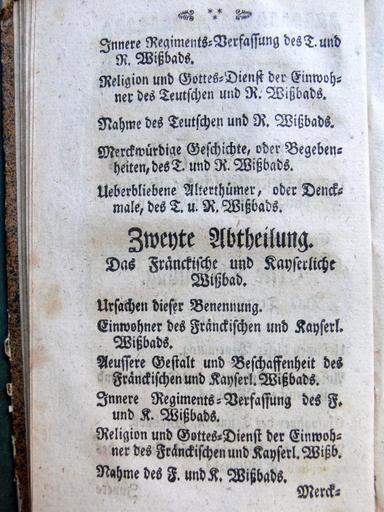 Innere Regiments-Verfassung des T. und
R. Wißbads.
Religion und Gottes-Dienst der Einwoh-
ner des Teutschen und R. Wißbads.
Nahme des Teutschen und R. Wißbads.
Merckwürdige Geschichte, oder Begeben-
heiten, des T. und R. Wißbads.
Ueberbliebene Alterthümer, oder Denck-
male, des T. u. R. Wißbads.
Zweyte Abtheilung.
Das Fränckische und Kayserliche
Wißbad.
Ursachen dieser Benennung.
Einwohner des Fränckischen und Kayserl.
Wißbads.
Aeussere Gestalt und Beschaffenheit des
Fränckischen und Kayserl. Wißbads.
Innere Regiments-Verfassung des F.
und K. Wißbads.
Religion und Gottes-Dienst der Einwoh-
ner des Fränckischen und Kayserl. Wißb.
Nahme des F. und K. Wißbads.
Merck-